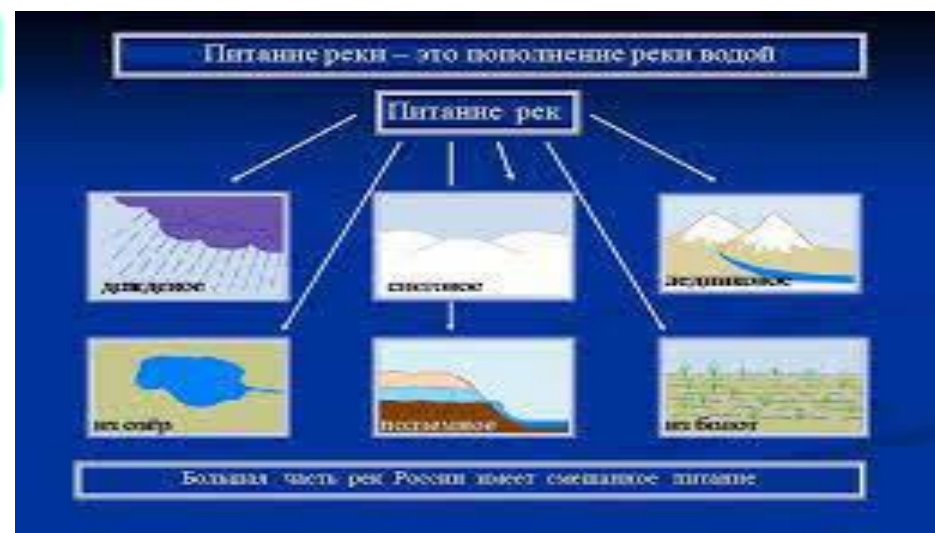 Питание реки – это пополнение реки водой
Питание рек
дождевое
снеговое
ледниковое
из озёр
подземное
из болот
Большая часть рек России имеет смешанное питание